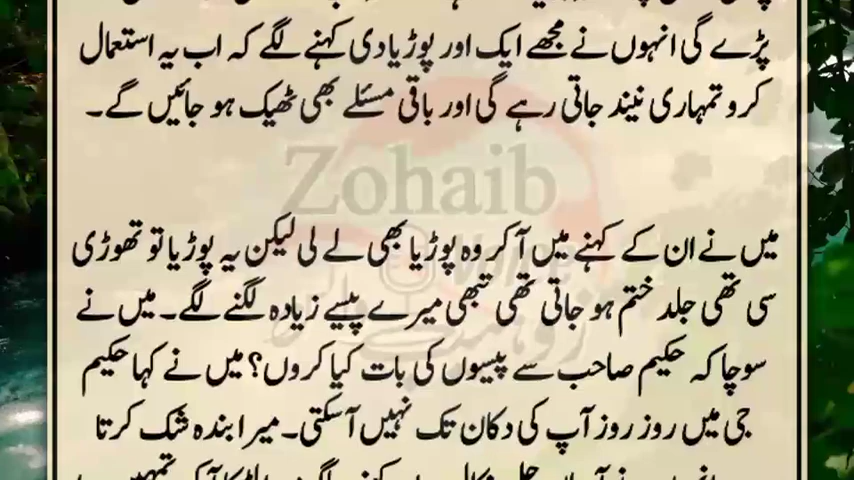 پڑے گی انہوں نے مجھے ایک اور پوڑیا دی کہنے لگے کہ اب یہ استعمال
کرو تمہاری نیند جاتی رہے گی اور باقی مسئلے بھی ٹھیک ہو جائیں گے۔
Zohaib
میں نے ان کے کہنے میں آ کر وہ پوڑیا بھی لے لی لیکن یہ پوڑیا تو تھوڑی
سی تھی جلد ختم ہو جاتی تھی تبھی میرے پیسے زیادہ لگنے لگے۔ میں نے
سوچا کہ حکیم صاحب سے پیسوں کی بات کیا کروں؟ میں نے کہا حکیم
جی میں روز روز آپ کی دکان تک نہیں آ سکتی۔ میرا بندہ شک کرتا